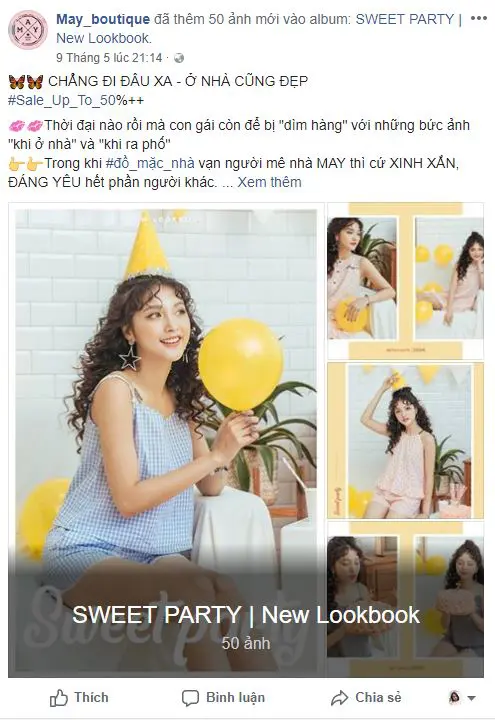 MAY
May_boutique đã thêm 50 ảnh mới vào album: SWEET PARTY |
New Lookbook.
9 Tháng 5 lúc 21:14 ·
CHẲNG ĐI ĐÂU XA - Ở NHÀ CŨNG ĐẸP
#Sale_Up_To_50%++
Thời đại nào rồi mà con gái còn để bị "dìm hàng" với những bức ảnh
"khi ở nhà" và "khi ra phố"
Trong khi #đồ_mặc_nhà vạn người mê nhà MAY thì cứ XINH XẮN,
ĐÁNG YÊU hết phần người khác. ... Xem thêm
Sweet party
SWEET PARTY | New Lookbook
50 ảnh
Thích
Bình luận
Chia sẻ